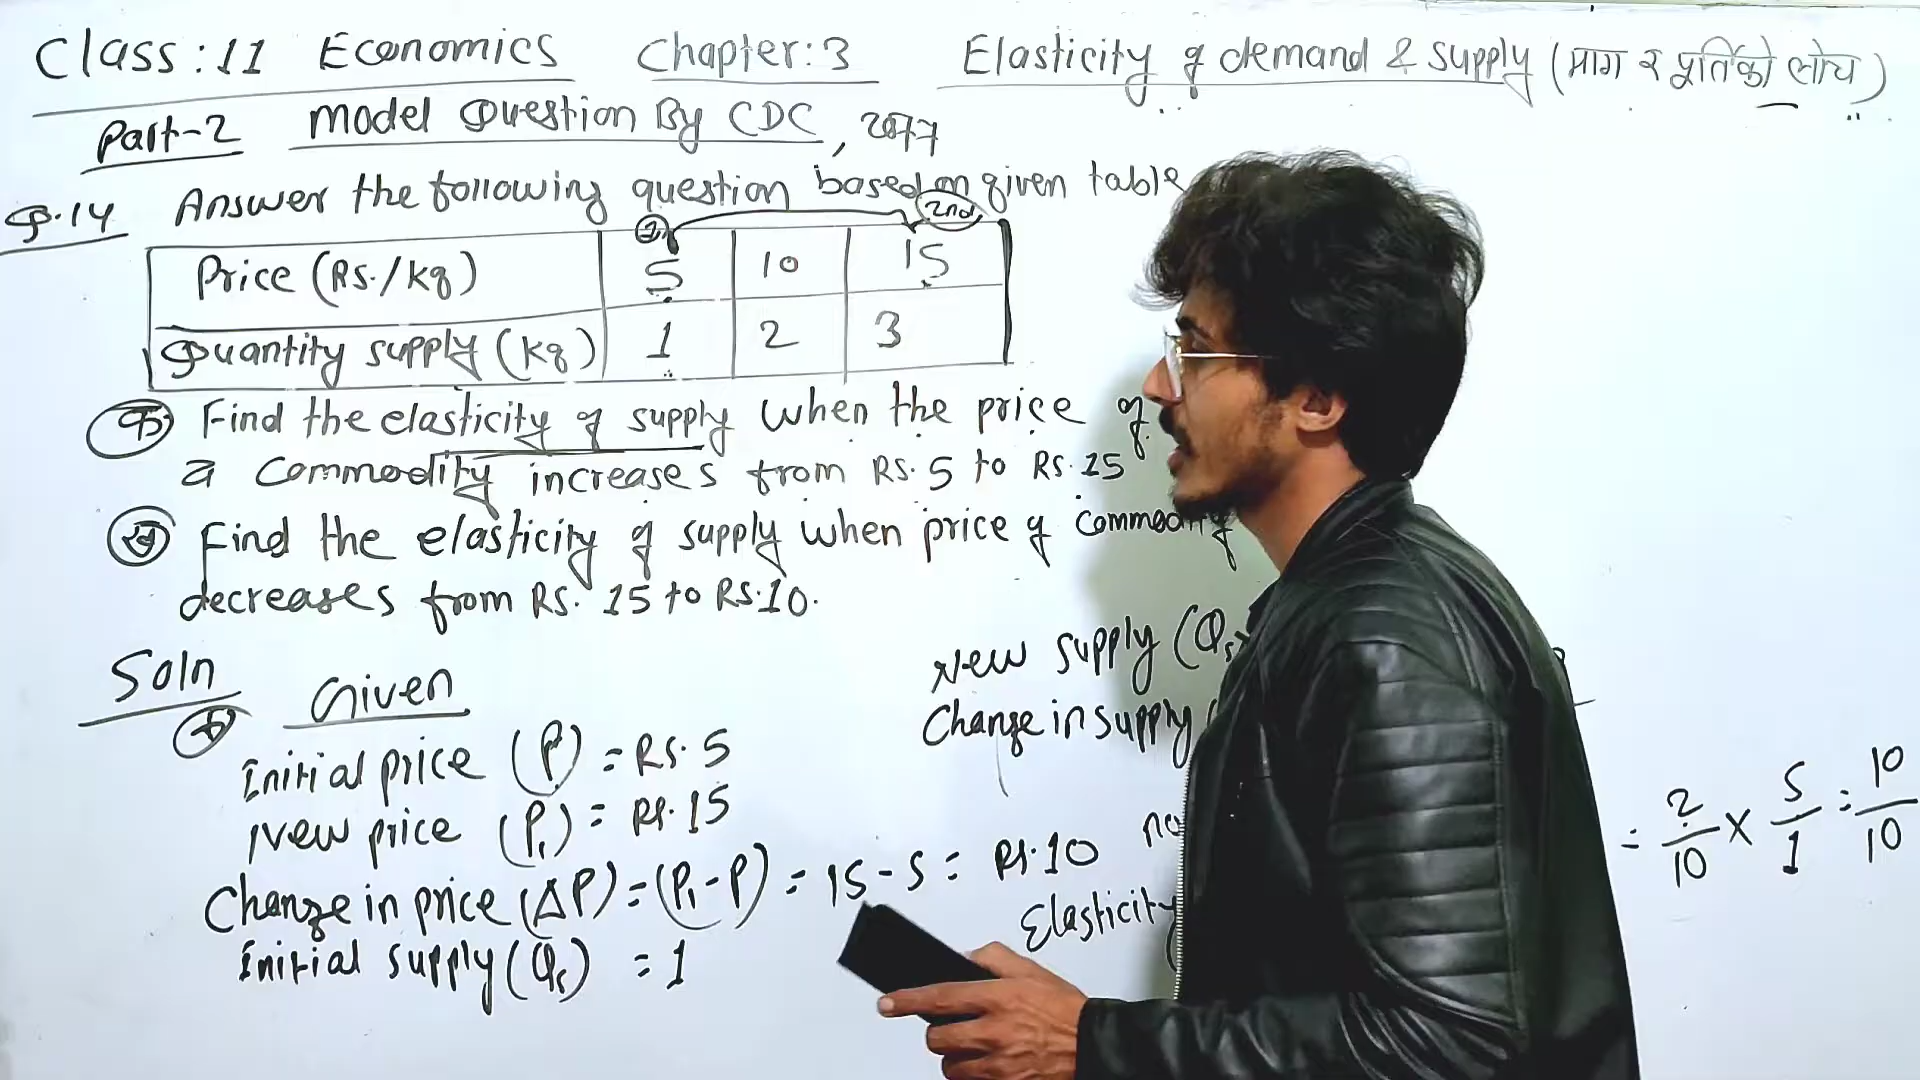 Class:11 Economics Chapter:3 Elasticity of demand & supply (माग र पूर्तिको लोच)
Part-2 Model Question By CDC, 2077
Q.14 Answer the following question based on given table
1 2nd
Price (Rs./kg) 5 10 15
Quantity supply (kg) 1 2 3
क Find the elasticity of supply when the price of
a commodity increases from Rs. 5 to Rs. 15
ख Find the elasticity of supply when price of commodity
decreases from Rs. 15 to Rs.10.
Soln
क Given
Initial price (P) = Rs. 5
New price (P₁) = Rs. 15
Change in price (ΔP) = (P₁-P) = 15-5 = Rs.10
Initial supply (Qs) = 1
New supply (Qs
Change in supply (
Elasticity
= 2/10 × 5/1 = 10/10